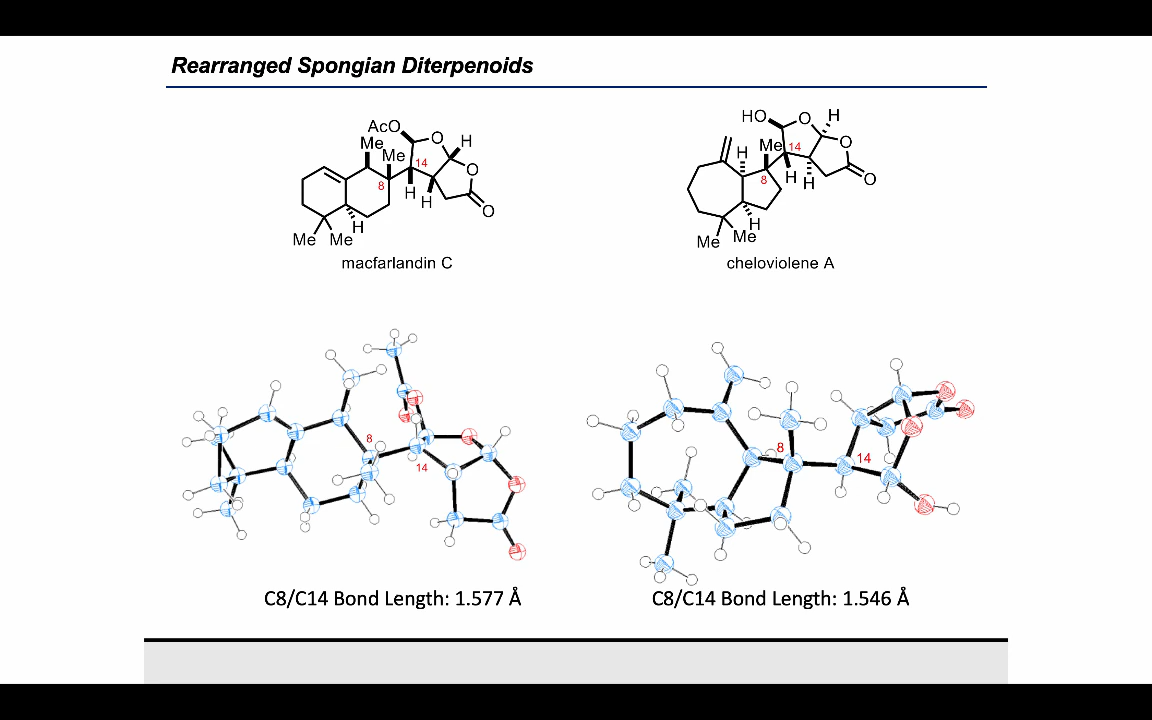 Rearranged Spongian Diterpenoids
AcO
O
H
Me
Me
14
O
8
H
H
O
H
Me Me
macfarlandin C
HO
O
H
H
Me
14
O
8
H
H
O
H
Me
Me
cheloviolene A
8
14
8
14
C8/C14 Bond Length: 1.577 Å
C8/C14 Bond Length: 1.546 Å